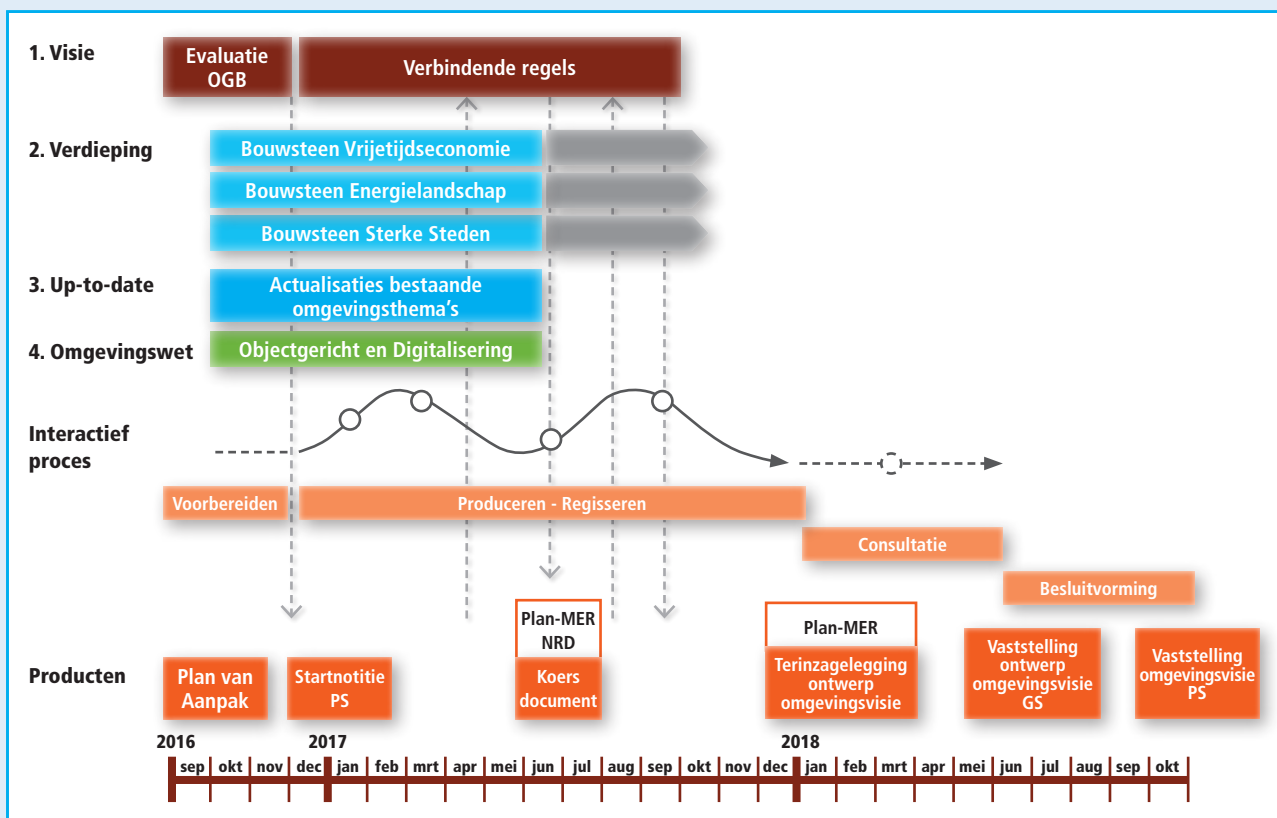 1. Visie
Evaluatie
OGB
Verbindende regels
2. Verdieping
Bouwsteen Vrijetijdseconomie
Bouwsteen Energielandschap
Bouwsteen Sterke Steden
3. Up-to-date
Actualisaties bestaande
omgevingsthema's
4. Omgevingswet
Objectgericht en Digitalisering
Interactief
proces
Voorbereiden
Produceren - Regisseren
Consultatie
Besluitvorming
Plan-MER
NRD
Plan-MER
Producten
Plan van
Aanpak
Startnotitie
PS
Koers
document
Terinzagelegging
ontwerp
omgevingsvisie
Vaststelling
ontwerp
omgevingsvisie
GS
Vaststelling
omgevingsvisie
PS
2016 2017 2018
sep okt nov dec jan feb mrt apr mei jun jul aug sep okt nov dec jan feb mrt apr mei jun jul aug sep okt